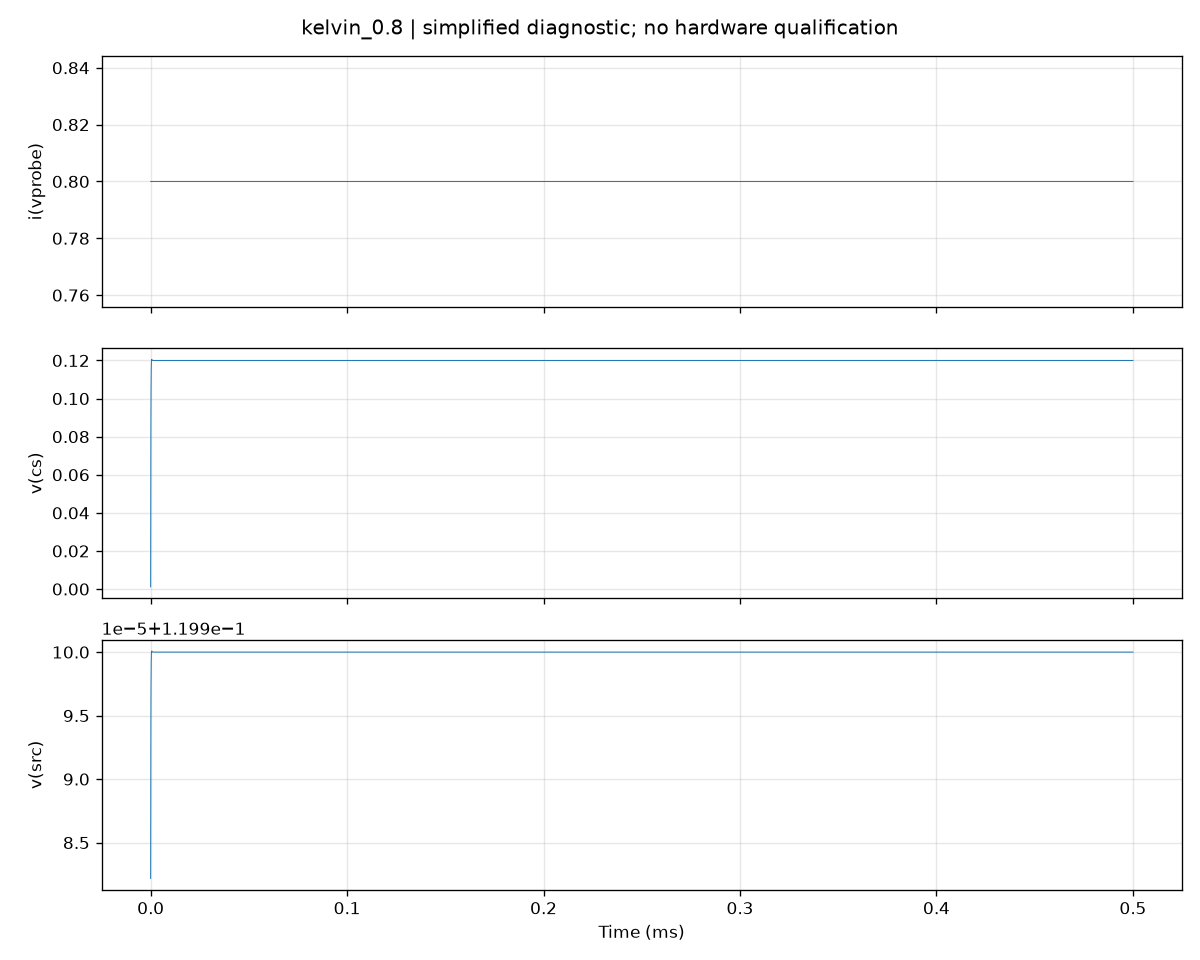 kelvin_0.8 | simplified diagnostic; no hardware qualification
0.84
0.82
0.80
0.78
0.76
i(vprobe)
0.12
0.10
0.08
0.06
0.04
0.02
0.00
v(cs)
1e−5+1.199e−1
10.0
9.5
9.0
8.5
v(src)
0.0 0.1 0.2 0.3 0.4 0.5
Time (ms)